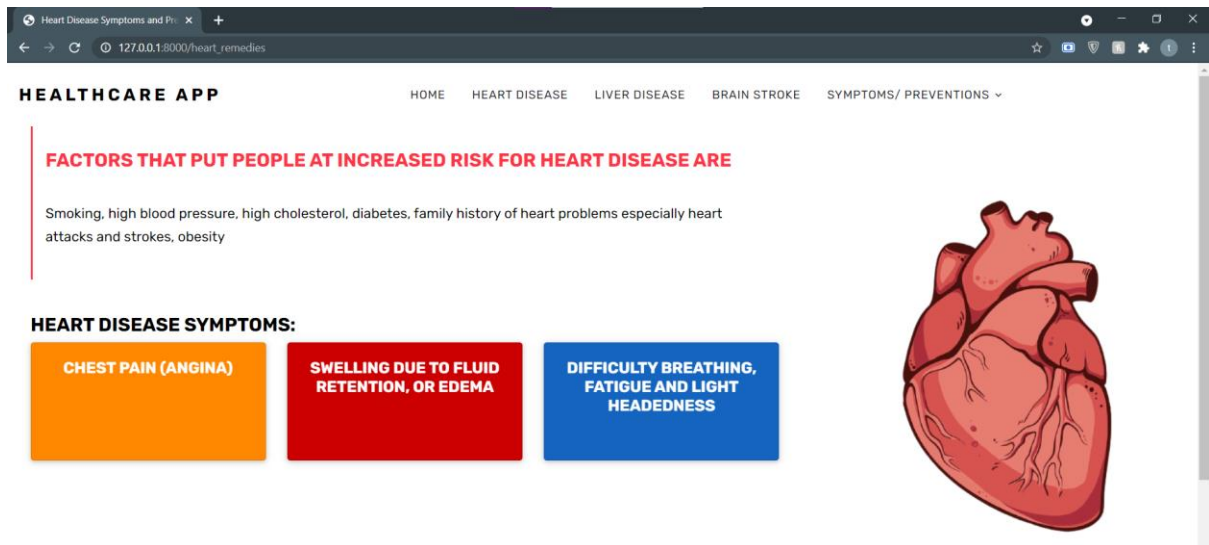 Heart Disease Symptoms and Pre
127.0.0.1:8000/heart_remedies
t
HEALTHCARE APP
HOME HEART DISEASE LIVER DISEASE BRAIN STROKE SYMPTOMS/ PREVENTIONS
FACTORS THAT PUT PEOPLE AT INCREASED RISK FOR HEART DISEASE ARE
Smoking, high blood pressure, high cholesterol, diabetes, family history of heart problems especially heart
attacks and strokes, obesity
HEART DISEASE SYMPTOMS:
CHEST PAIN (ANGINA)
SWELLING DUE TO FLUID
RETENTION, OR EDEMA
DIFFICULTY BREATHING,
FATIGUE AND LIGHT
HEADEDNESS